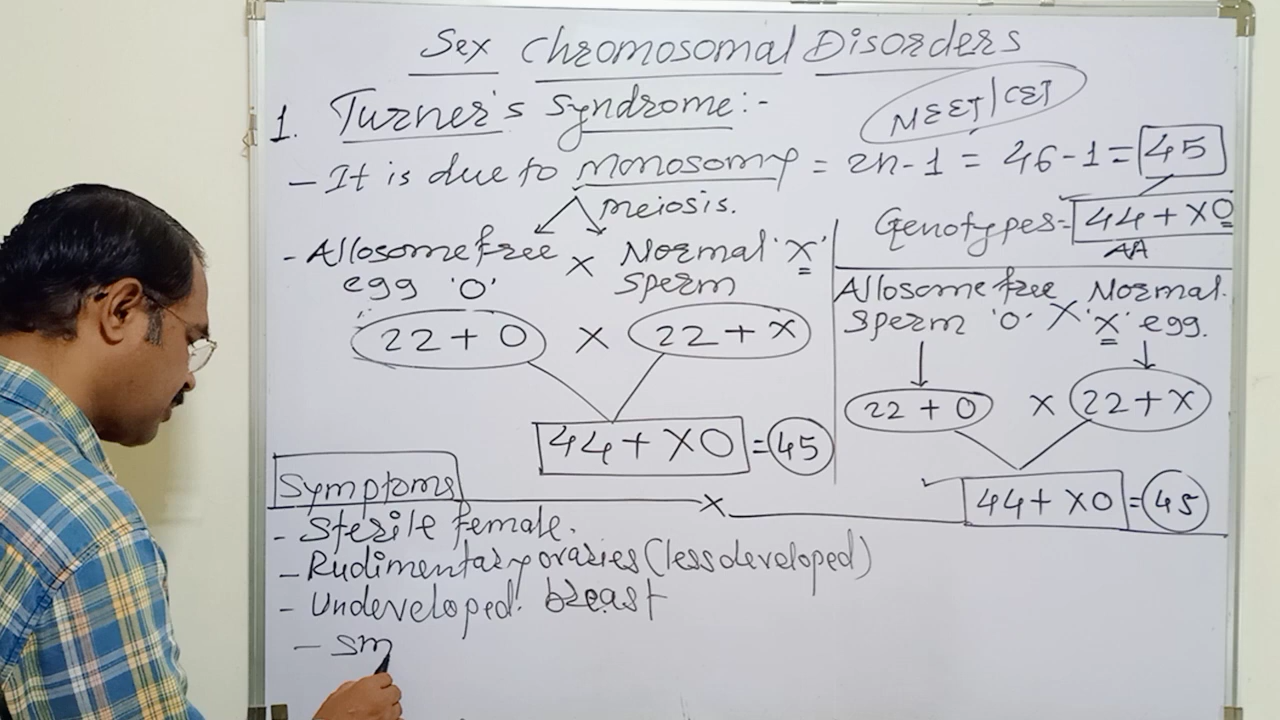 Sex Chromosomal Disorders
1. Turner's Syndrome:-
NEET/CET
- It is due to monosomy = 2n-1 = 46-1 = 45
meiosis.
Genotypes- 44+XO
AA
- Allosome free × Normal 'X'
egg 'O' sperm
22+O × 22+X
44+XO = 45
Allosome free × Normal
sperm 'O' 'X' egg.
22+O × 22+X
44+XO = 45
Symptoms
×
- Sterile female.
- Rudimentary ovaries (less developed)
- Undeveloped breast
- Sm